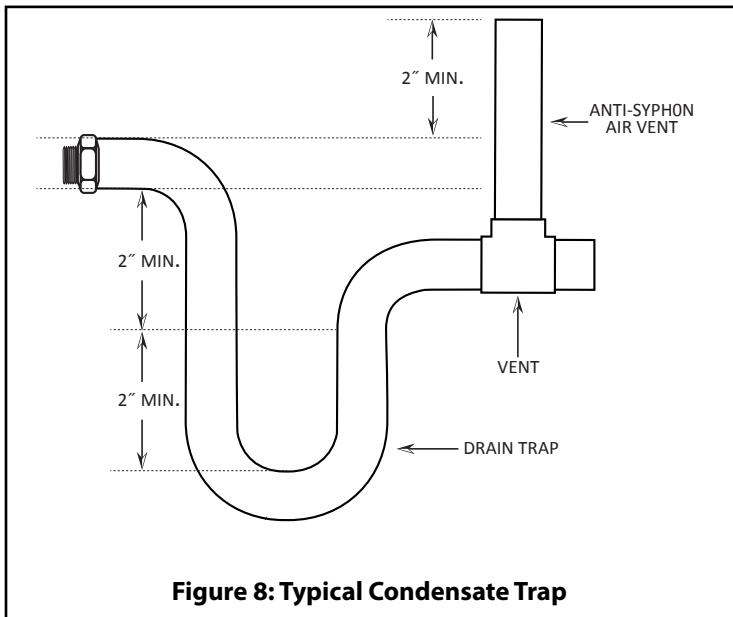 2˝ MIN.
ANTI-SYPHON
AIR VENT
2˝ MIN.
VENT
2˝ MIN.
DRAIN TRAP
Figure 8: Typical Condensate Trap